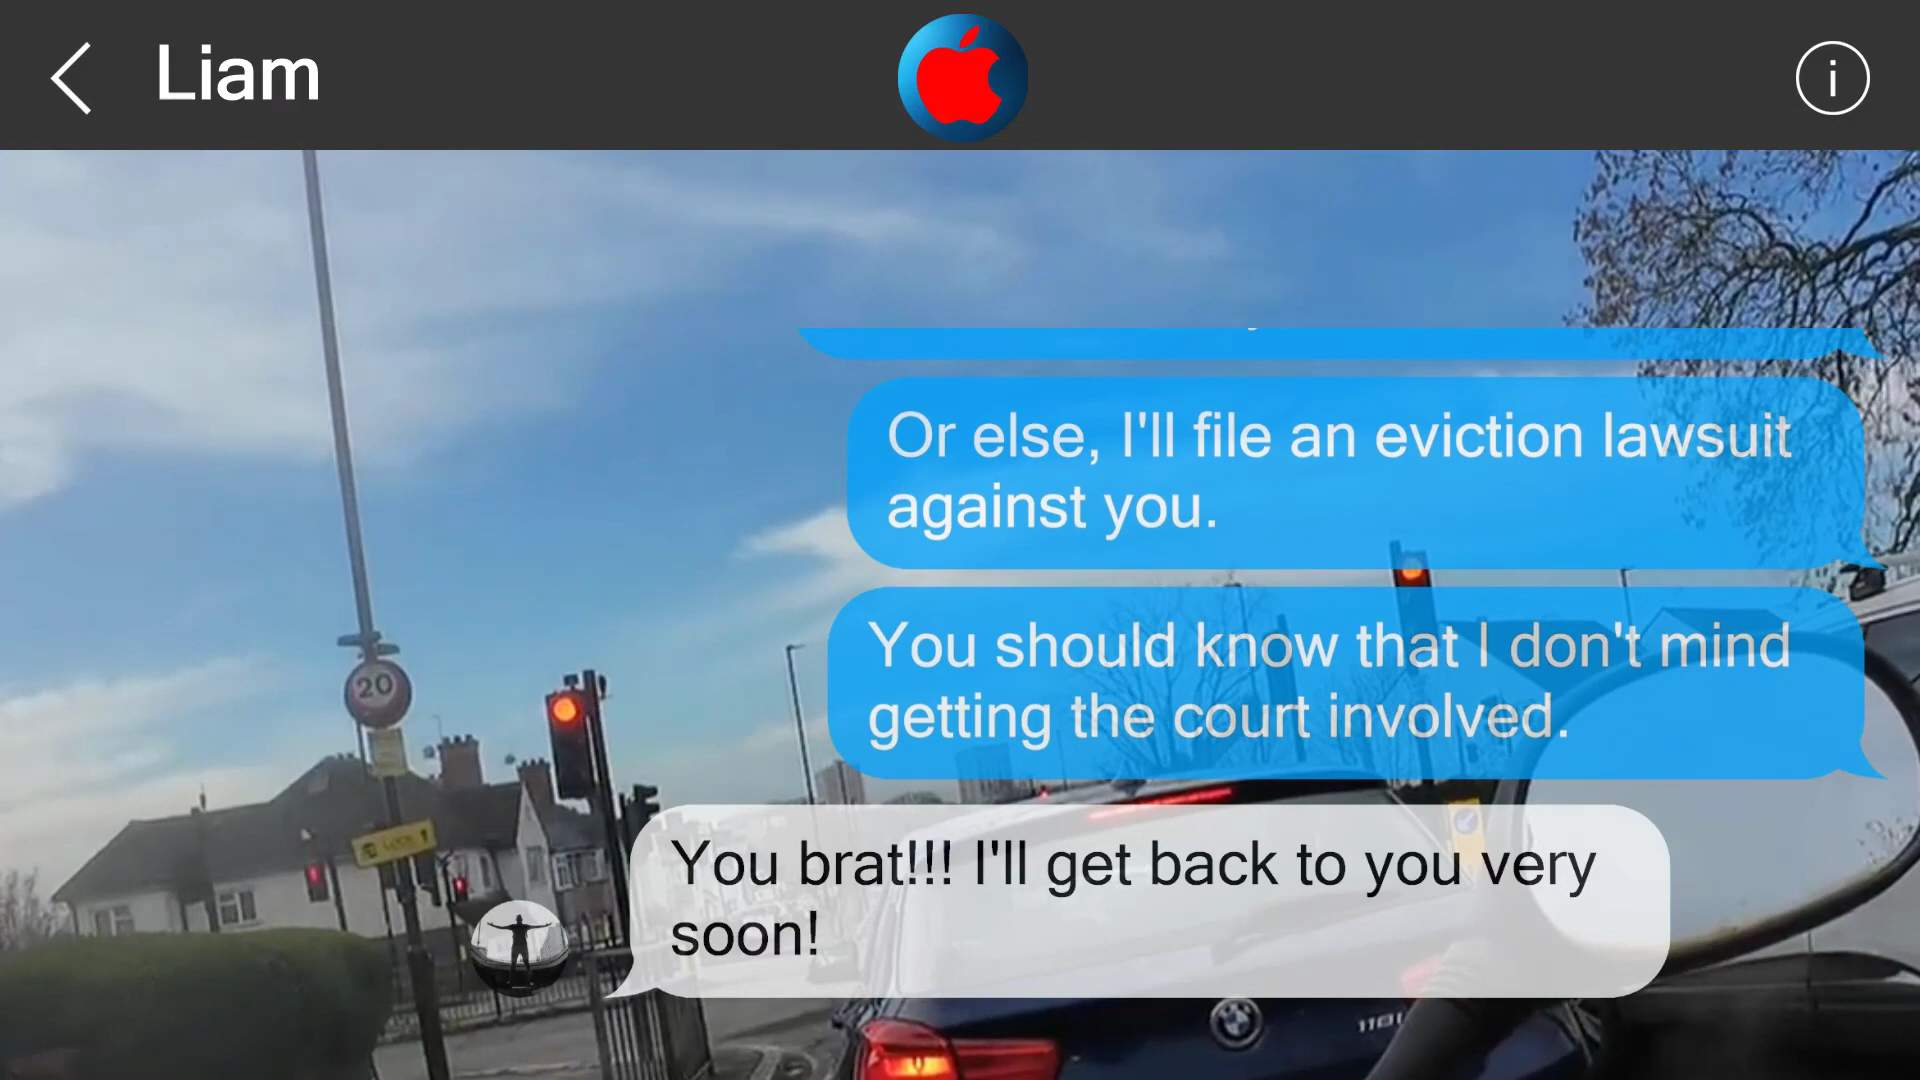 Liam
i
Or else, I'll file an eviction lawsuit
against you.
You should know that I don't mind
getting the court involved.
20
You brat!!! I'll get back to you very
soon!
118i